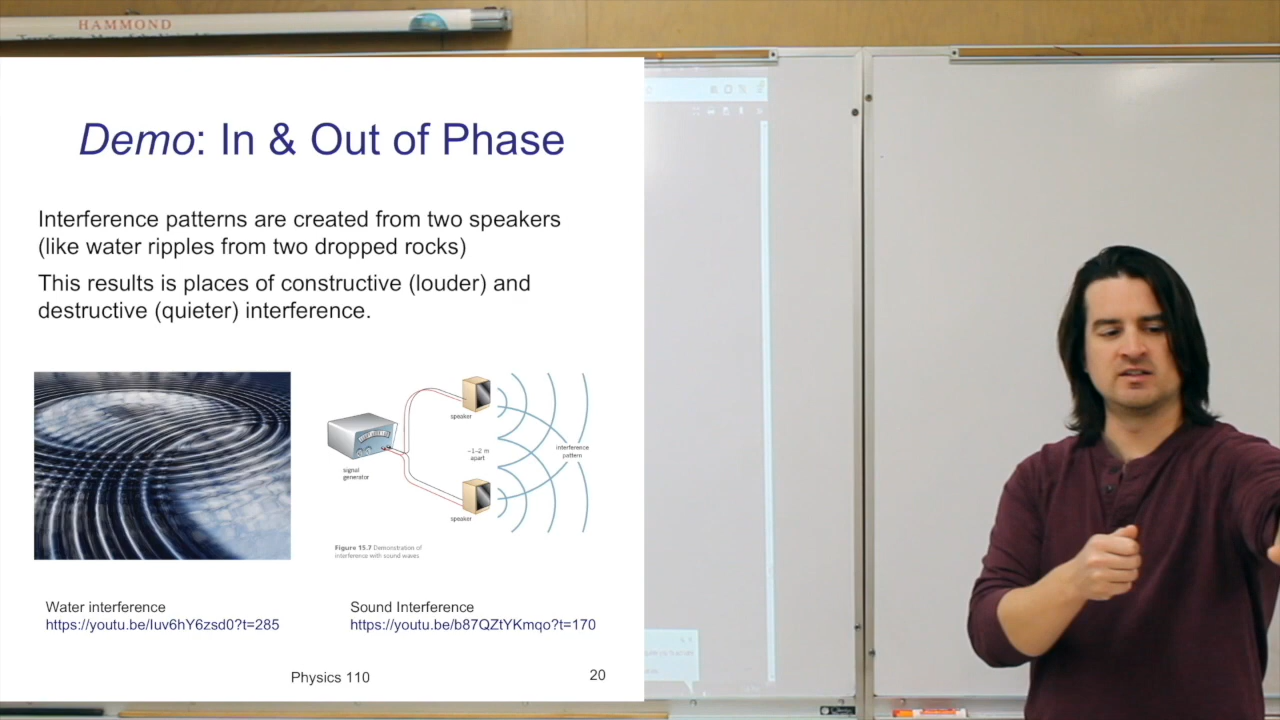 HAMMOND
Demo: In & Out of Phase
Interference patterns are created from two speakers
(like water ripples from two dropped rocks)
This results is places of constructive (louder) and
destructive (quieter) interference.
speaker
signal
generator
~1–2 m
apart
interference
pattern
speaker
Figure 15.7 Demonstration of
interference with sound waves
Water interference
https://youtu.be/Iuv6hY6zsd0?t=285
Sound Interference
https://youtu.be/b87QZtYKmqo?t=170
Physics 110
20